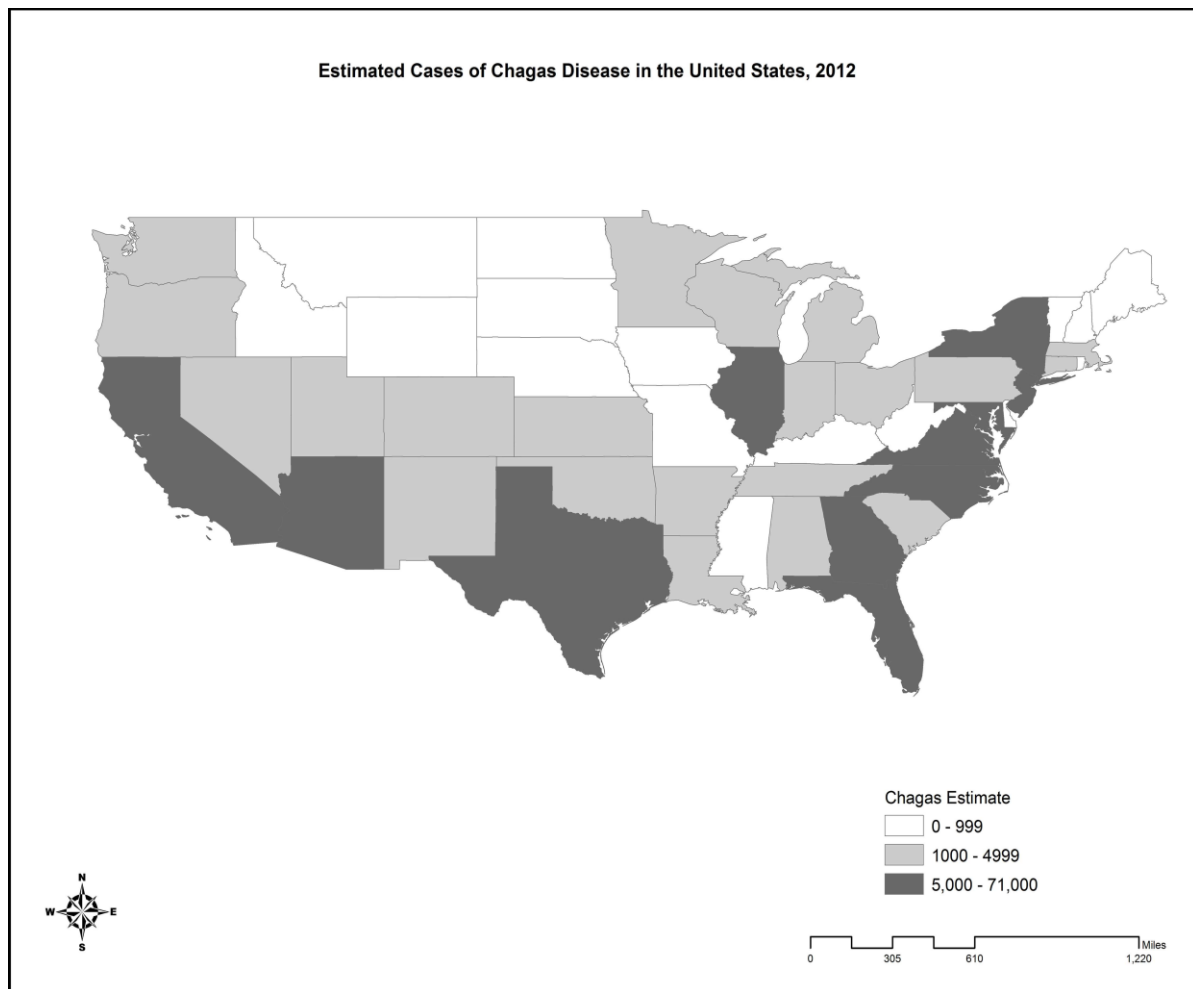 Estimated Cases of Chagas Disease in the United States, 2012
Chagas Estimate
0 - 999
1000 - 4999
5,000 - 71,000
N
W E
S
Miles
0 305 610 1,220